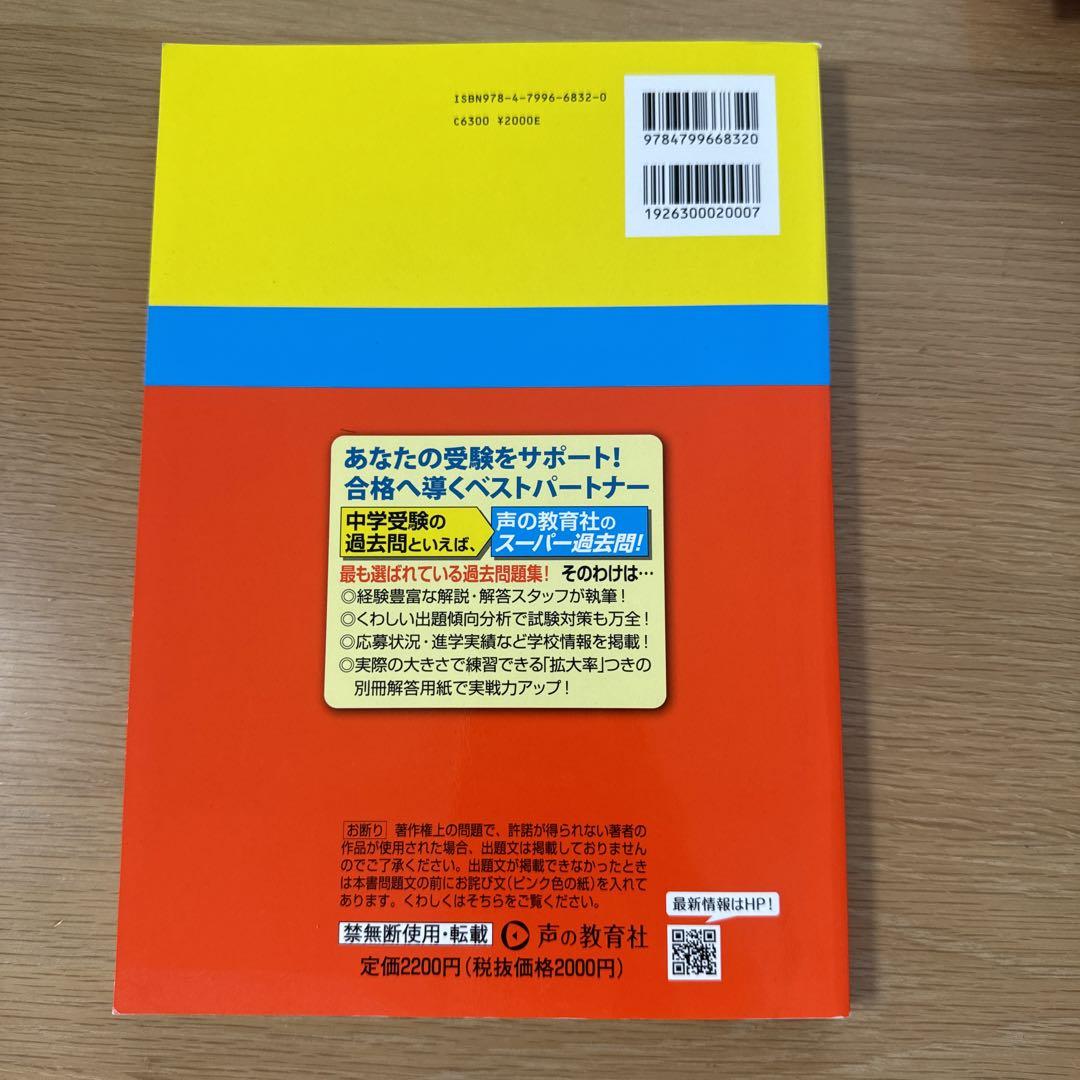 ISBN978-4-7996-6832-0
C6300 ¥2000E
9784799668320
1926300020007
あなたの受験をサポート!
合格へ導くベストパートナー
中学受験の
過去問といえば、
声の教育社の
スーパー過去問!
最も選ばれている過去問題集! そのわけは…
◎経験豊富な解説・解答スタッフが執筆!
◎くわしい出題傾向分析で試験対策も万全!
◎応募状況・進学実績など学校情報を掲載!
◎実際の大きさで練習できる「拡大率」つきの
別冊解答用紙で実戦力アップ!
お断り 著作権上の問題で、許諾が得られない著者の
作品が使用された場合、出題文は掲載しておりません
のでご了承ください。出題文が掲載できなかったとき
は本書問題文の前にお詫び文(ピンク色の紙)を入れて
あります。くわしくはそちらをご覧ください。
最新情報はHP!
禁無断使用・転載 声の教育社
定価2200円(税抜価格2000円)